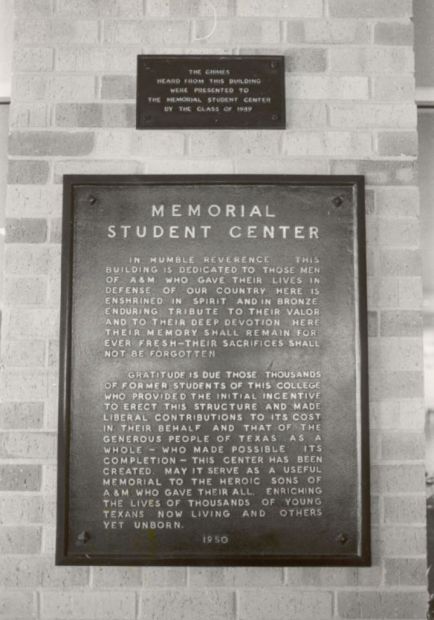 THE CHIMES
HEARD FROM THIS BUILDING
WERE PRESENTED TO
THE MEMORIAL STUDENT CENTER
BY THE CLASS OF 1949
MEMORIAL
STUDENT CENTER
IN HUMBLE REVERENCE THIS
BUILDING IS DEDICATED TO THOSE MEN
OF A&M WHO GAVE THEIR LIVES IN
DEFENSE OF OUR COUNTRY HERE IS
ENSHRINED IN SPIRIT AND IN BRONZE
ENDURING TRIBUTE TO THEIR VALOR
AND TO THEIR DEEP DEVOTION HERE
THEIR MEMORY SHALL REMAIN FOR-
EVER FRESH—THEIR SACRIFICES SHALL
NOT BE FORGOTTEN
GRATITUDE IS DUE THOSE THOUSANDS
OF FORMER STUDENTS OF THIS COLLEGE
WHO PROVIDED THE INITIAL INCENTIVE
TO ERECT THIS STRUCTURE AND MADE
LIBERAL CONTRIBUTIONS TO ITS COST
IN THEIR BEHALF AND THAT OF THE
GENEROUS PEOPLE OF TEXAS AS A
WHOLE — WHO MADE POSSIBLE ITS
COMPLETION — THIS CENTER HAS BEEN
CREATED. MAY IT SERVE AS A USEFUL
MEMORIAL TO THE HEROIC SONS OF
A&M WHO GAVE THEIR ALL, ENRICHING
THE LIVES OF THOUSANDS OF YOUNG
TEXANS NOW LIVING AND OTHERS
YET UNBORN.
1950